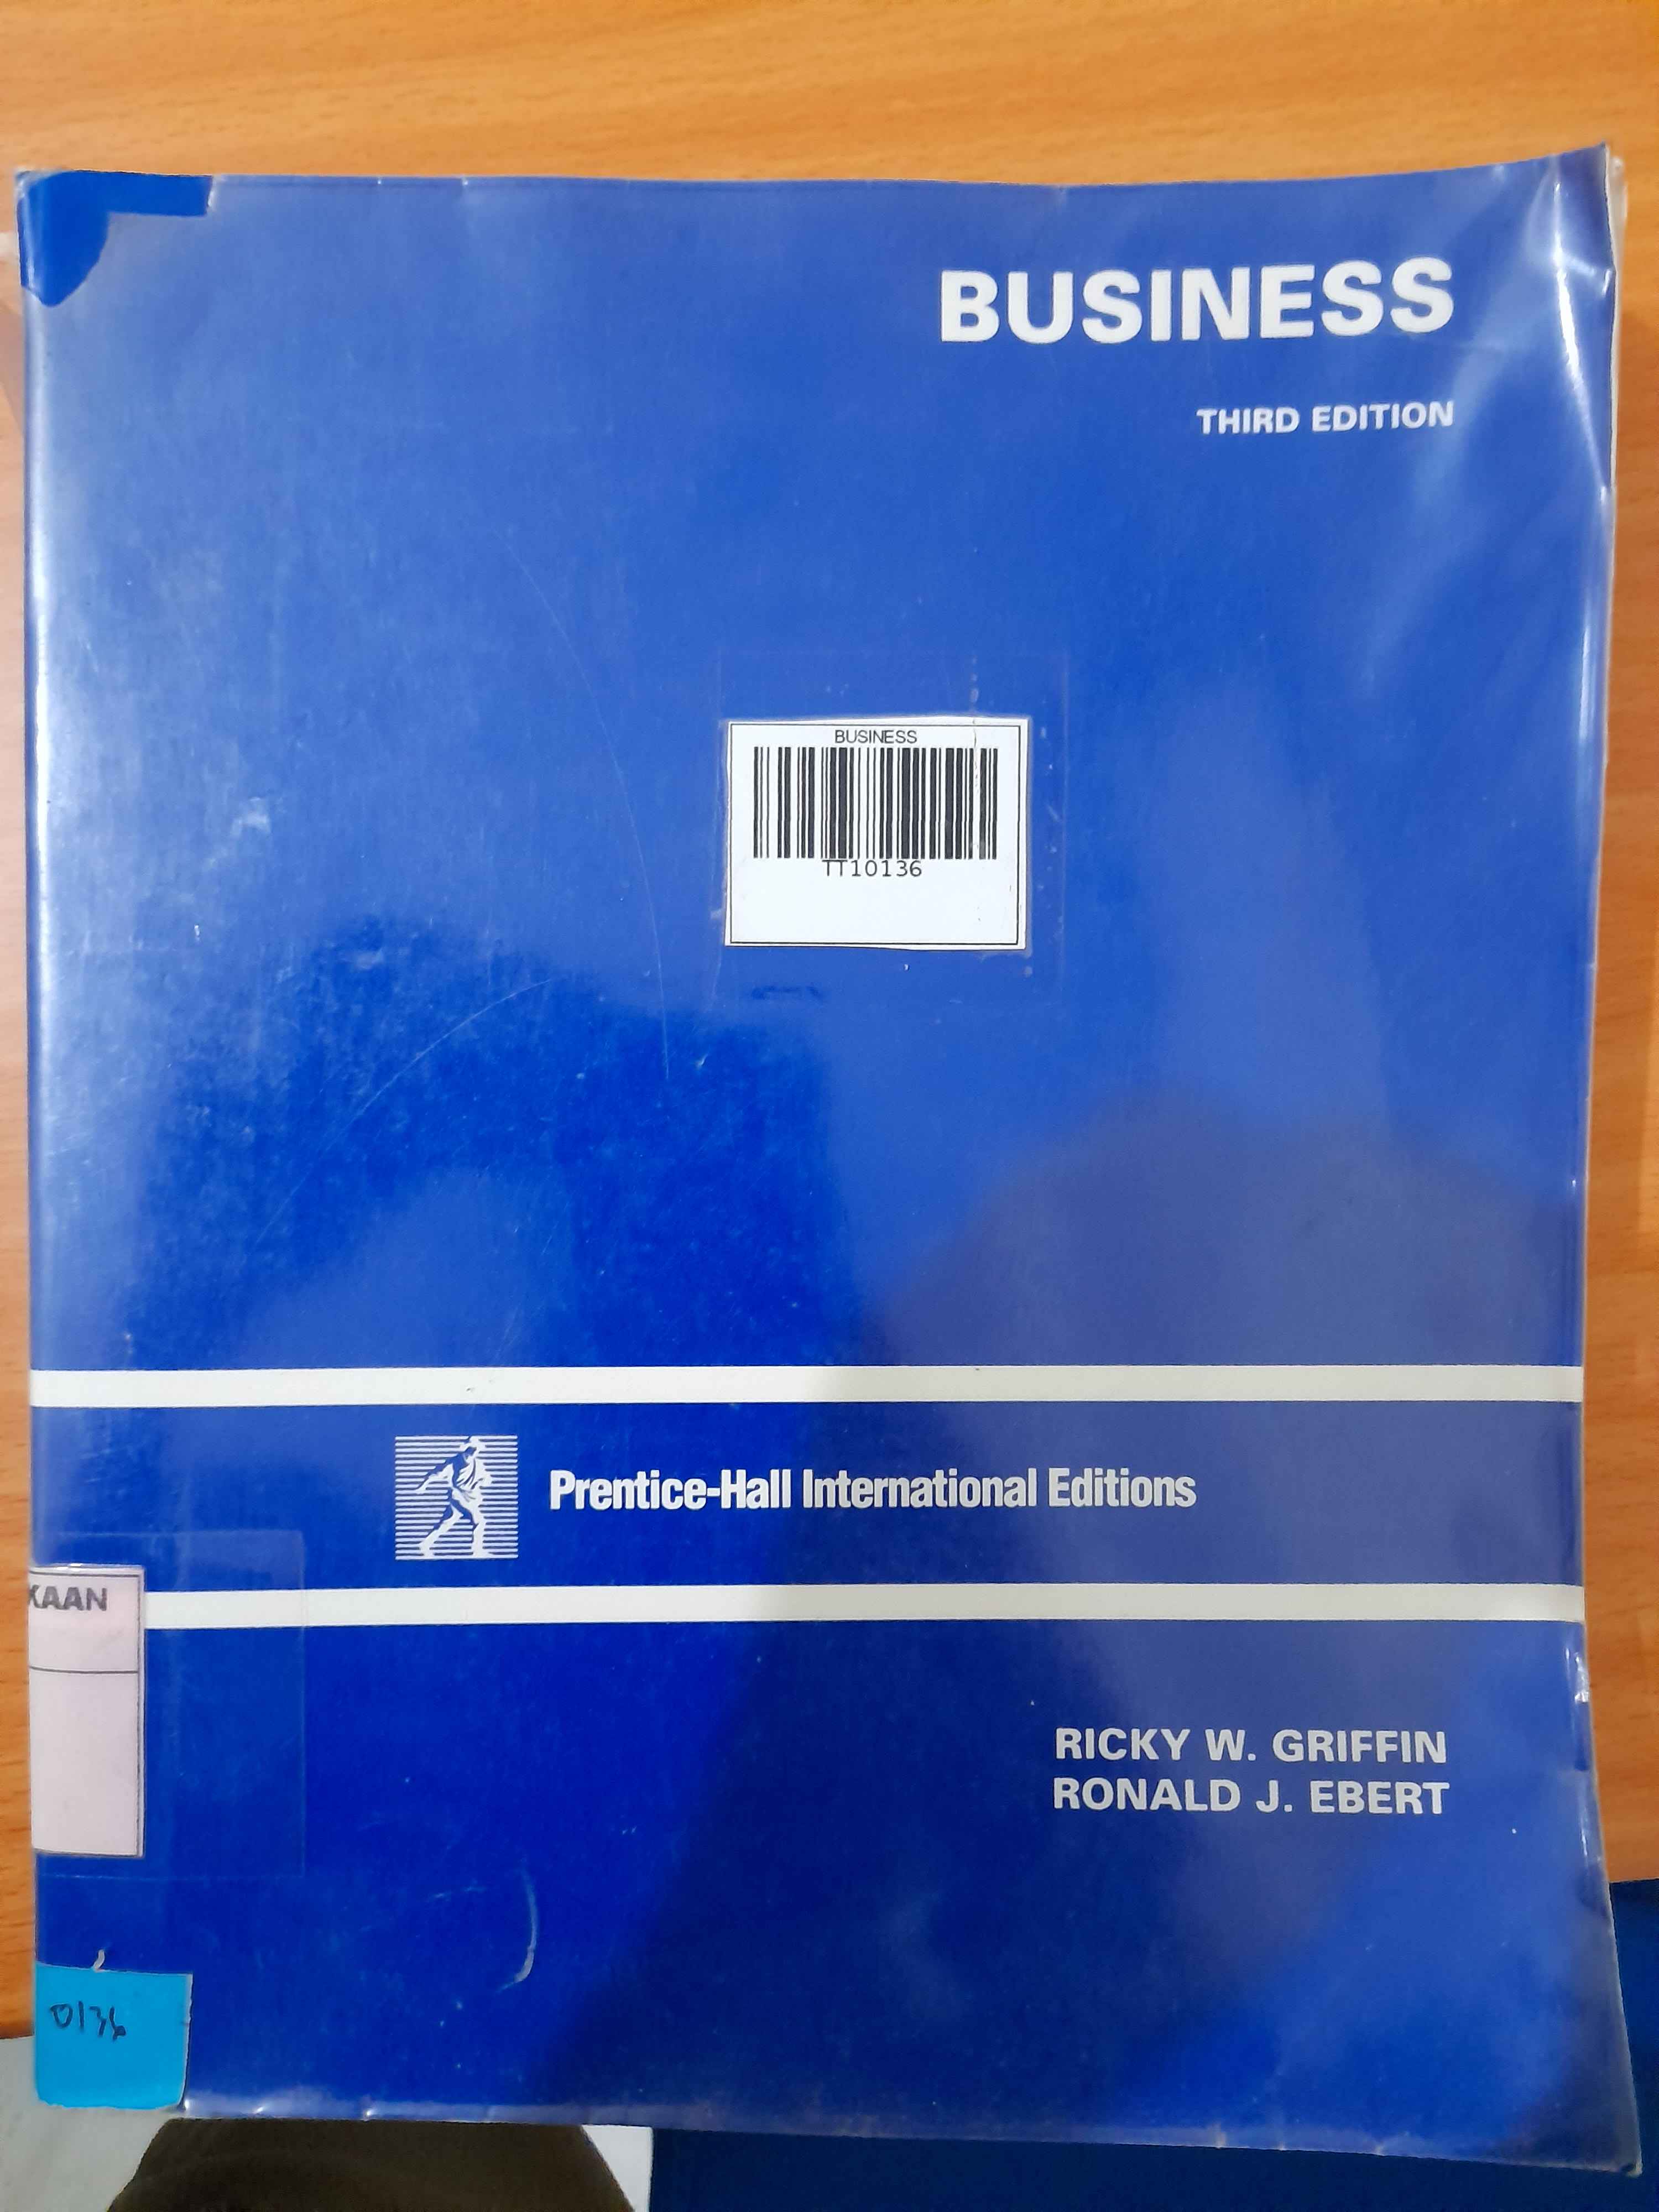 BUSINESS
THIRD EDITION
BUSINESS
TT10136
Prentice-Hall International Editions
KAAN
RICKY W. GRIFFIN
RONALD J. EBERT
0136